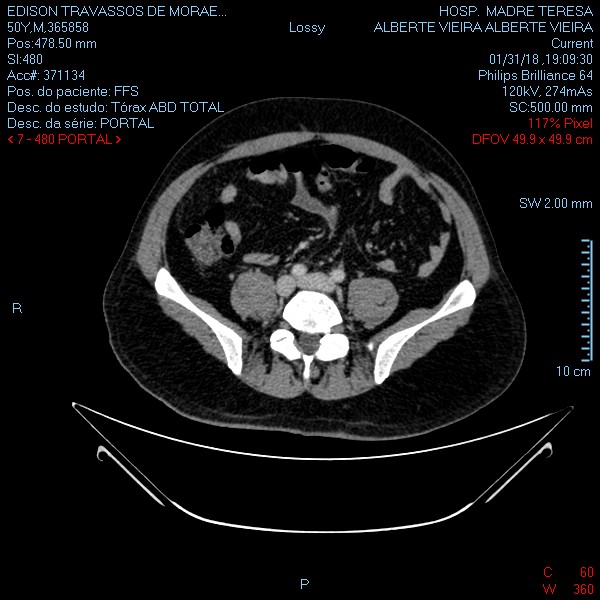 EDISON TRAVASSOS DE MORAE...
50Y,M,365858
Pos:478.50 mm
SI:480
Acc#: 371134
Pos. do paciente: FFS
Desc. do estudo: Tórax ABD TOTAL
Desc. da série: PORTAL
< 7 - 480 PORTAL >
Lossy
HOSP. MADRE TERESA
ALBERTE VIEIRA ALBERTE VIEIRA
Current
01/31/18 ,19:09:30
Philips Brilliance 64
120kV, 274mAs
SC:500.00 mm
117% Pixel
DFOV 49.9 x 49.9 cm
SW 2.00 mm
R
10 cm
P
C 60
W 360